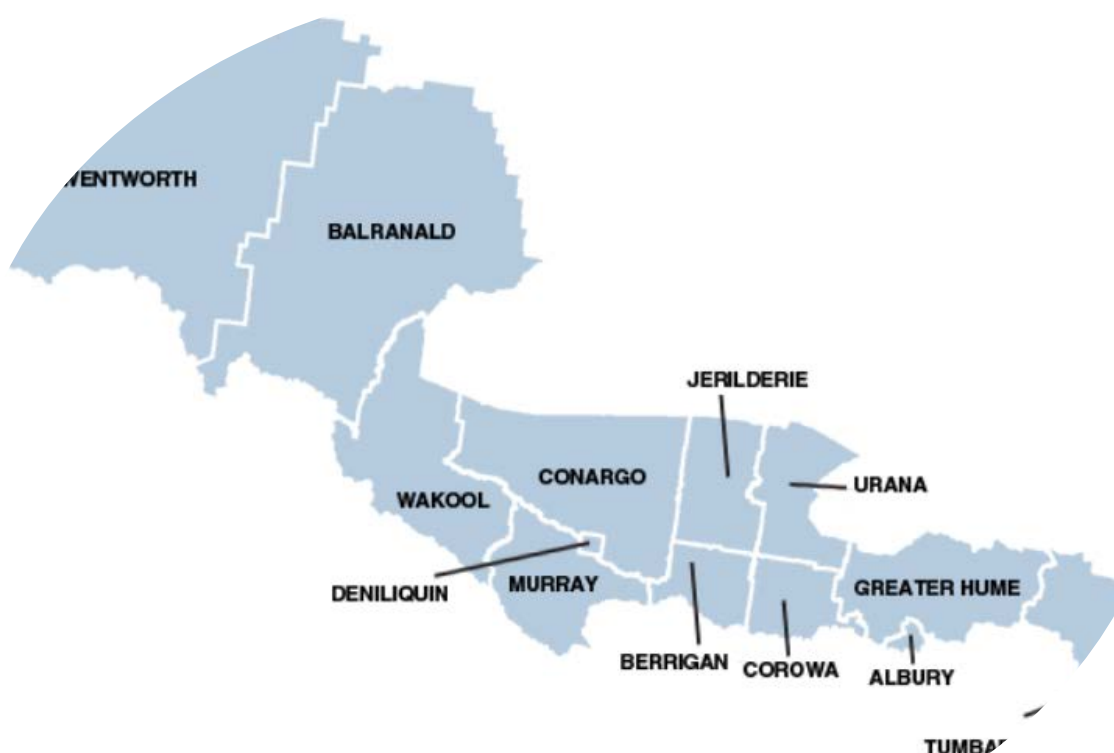 WENTWORTH
BALRANALD
JERILDERIE
CONARGO
URANA
WAKOOL
DENILIQUIN
MURRAY
GREATER HUME
BERRIGAN
COROWA
ALBURY